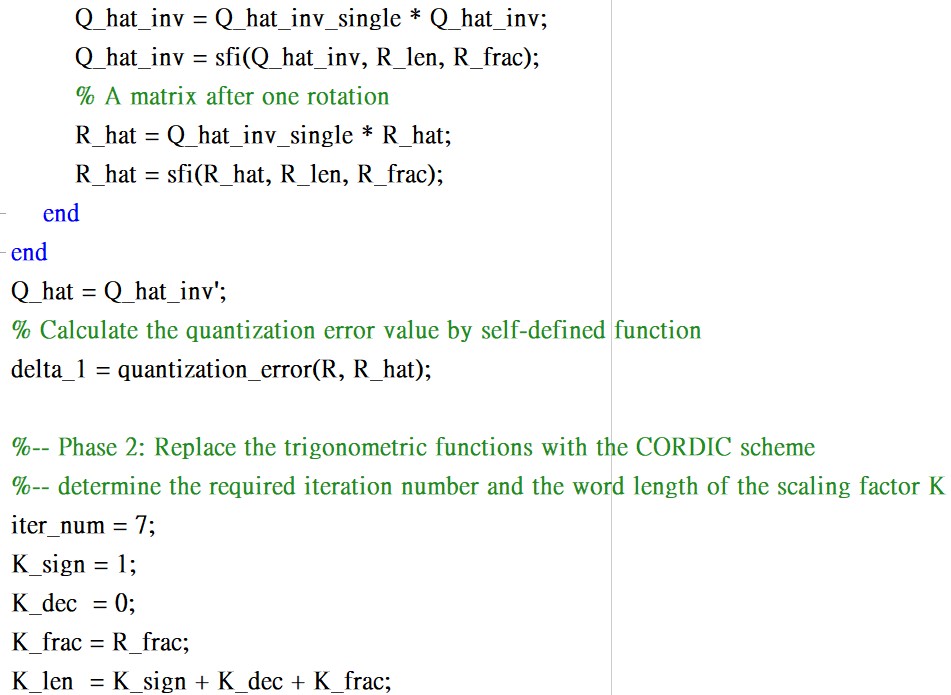 Q_hat_inv = Q_hat_inv_single * Q_hat_inv;
Q_hat_inv = sfi(Q_hat_inv, R_len, R_frac);
% A matrix after one rotation
R_hat = Q_hat_inv_single * R_hat;
R_hat = sfi(R_hat, R_len, R_frac);
end
end
Q_hat = Q_hat_inv';
% Calculate the quantization error value by self-defined function
delta_1 = quantization_error(R, R_hat);
%-- Phase 2: Replace the trigonometric functions with the CORDIC scheme
%-- determine the required iteration number and the word length of the scaling factor K
iter_num = 7;
K_sign = 1;
K_dec  = 0;
K_frac = R_frac;
K_len  = K_sign + K_dec + K_frac;